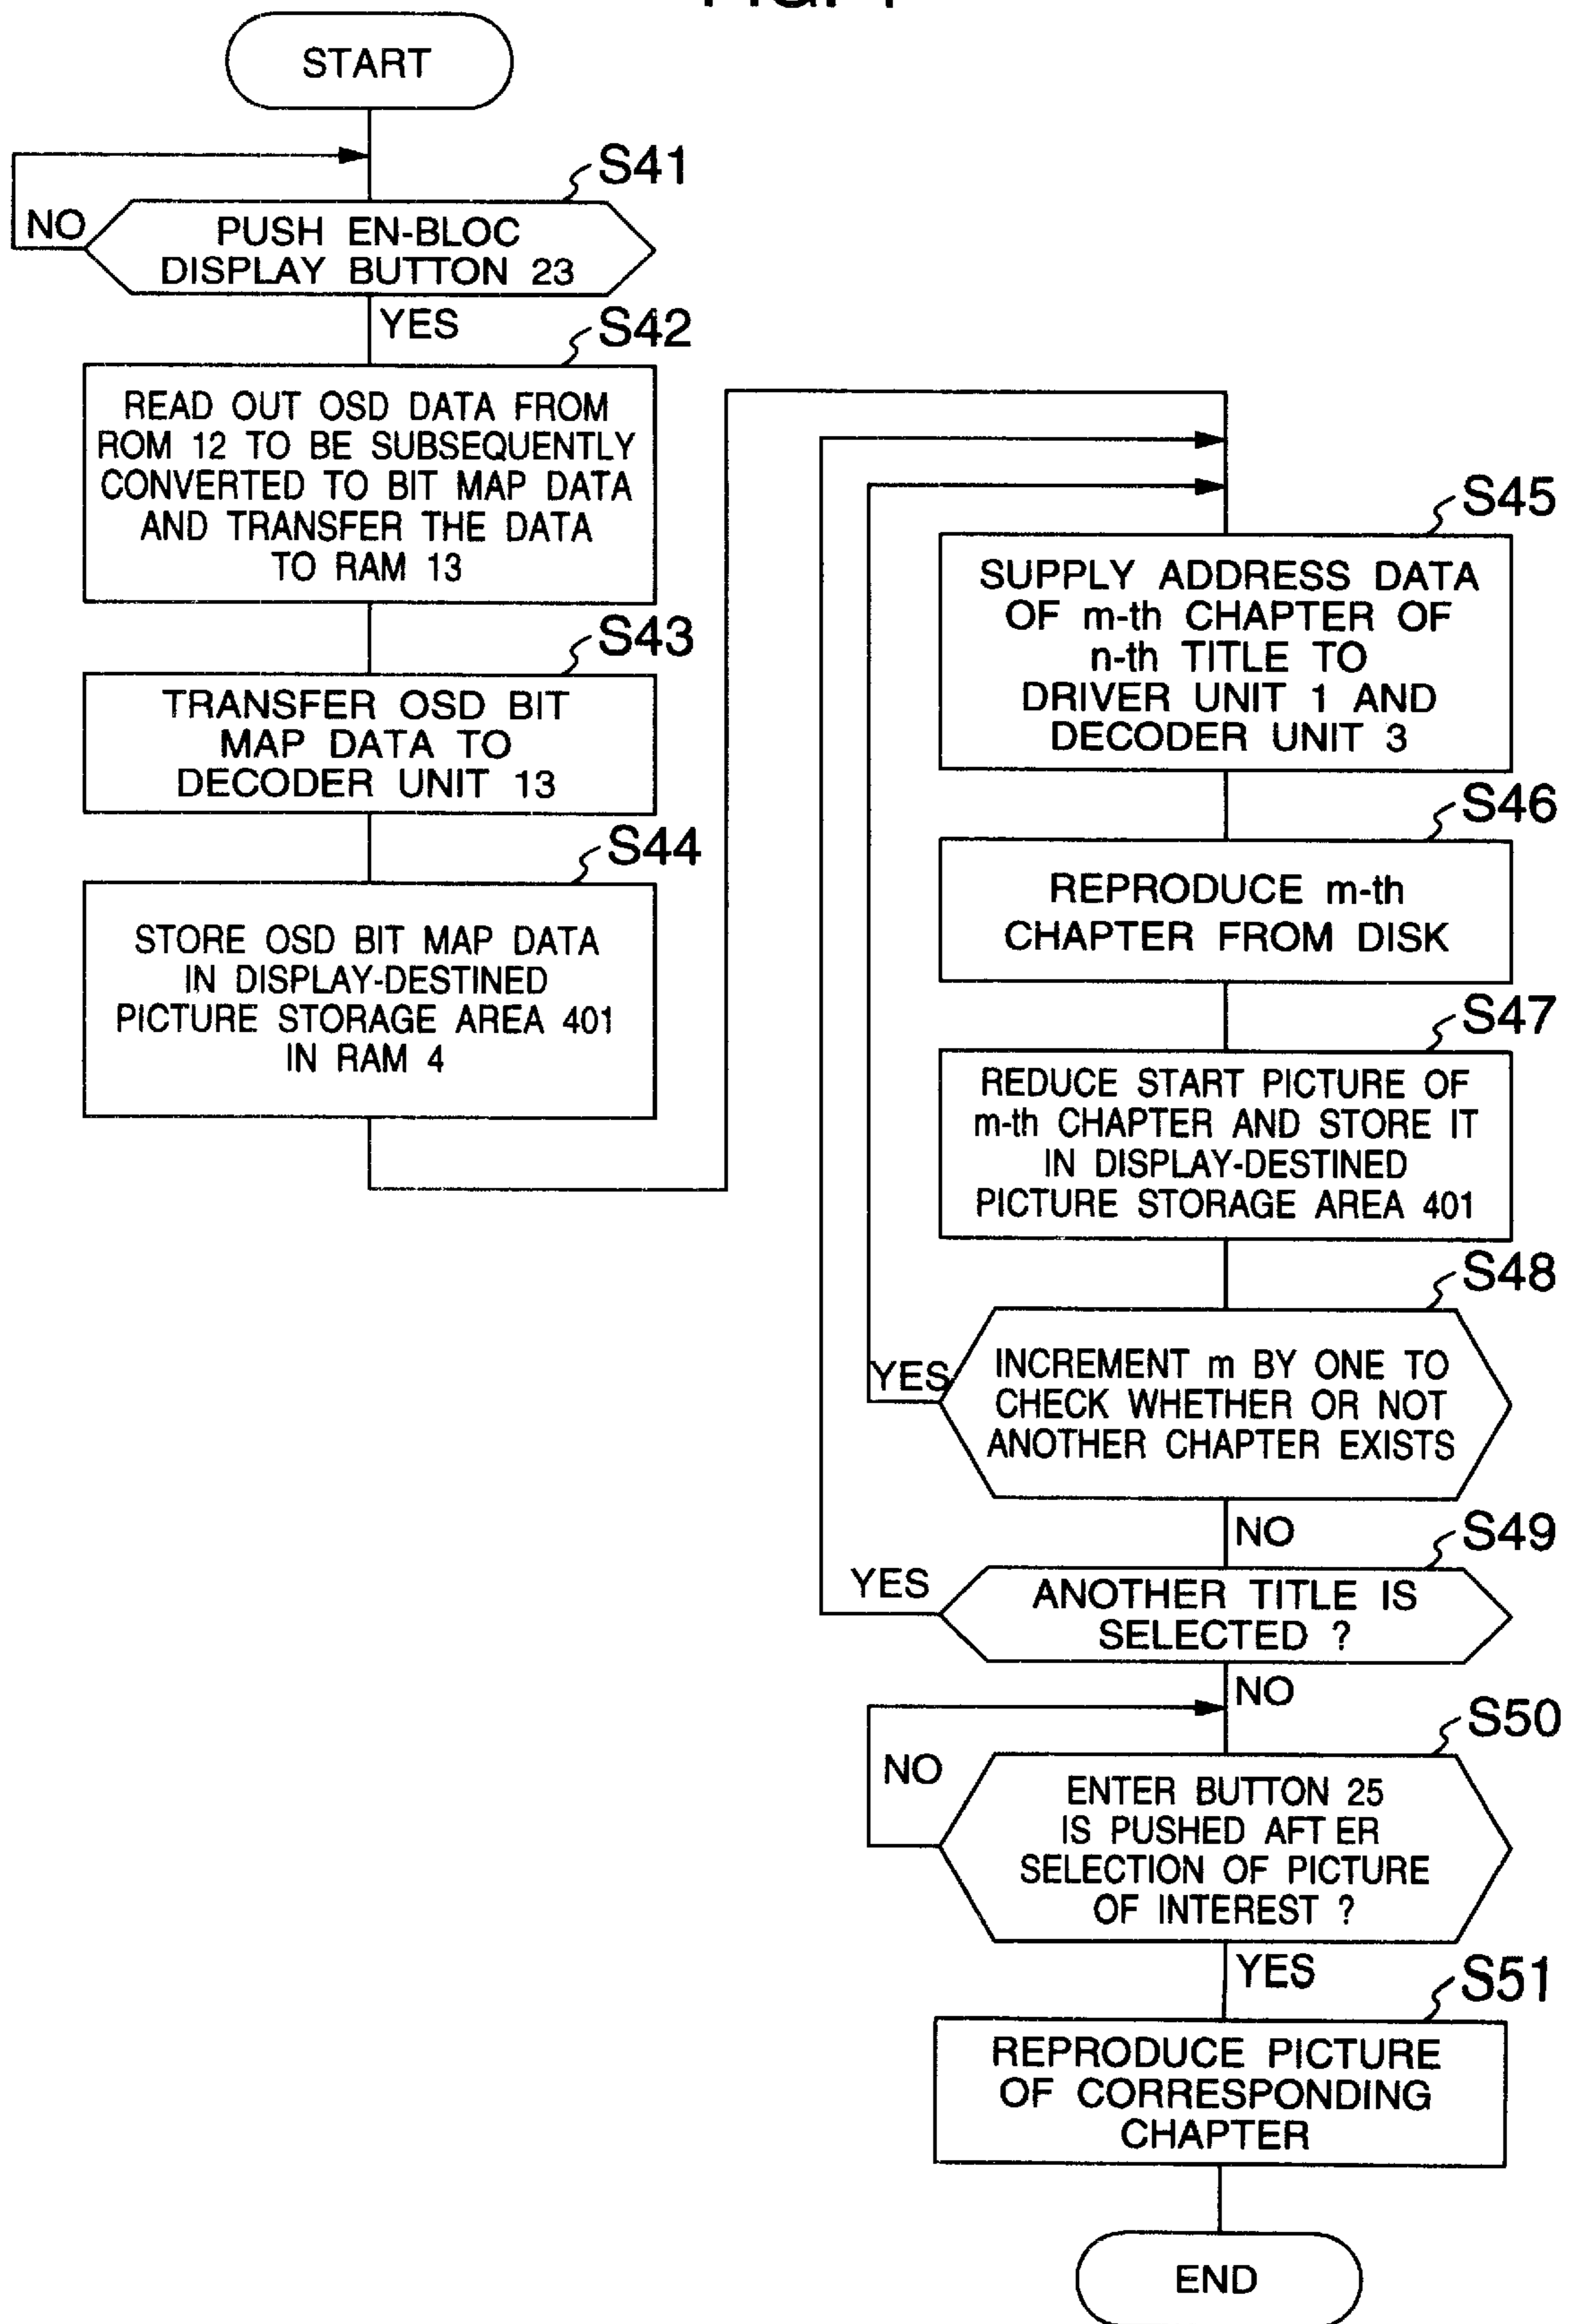 START
S41
NO
PUSH EN-BLOC
DISPLAY BUTTON 23
YES
S42
READ OUT OSD DATA FROM
ROM 12 TO BE SUBSEQUENTLY
CONVERTED TO BIT MAP DATA
AND TRANSFER THE DATA
TO RAM 13
S43
TRANSFER OSD BIT
MAP DATA TO
DECODER UNIT 13
S44
STORE OSD BIT MAP DATA
IN DISPLAY-DESTINED
PICTURE STORAGE AREA 401
IN RAM 4
S45
SUPPLY ADDRESS DATA
OF m-th CHAPTER OF
n-th TITLE TO
DRIVER UNIT 1 AND
DECODER UNIT 3
S46
REPRODUCE m-th
CHAPTER FROM DISK
S47
REDUCE START PICTURE OF
m-th CHAPTER AND STORE IT
IN DISPLAY-DESTINED
PICTURE STORAGE AREA 401
S48
YES
INCREMENT m BY ONE TO
CHECK WHETHER OR NOT
ANOTHER CHAPTER EXISTS
NO
S49
YES
ANOTHER TITLE IS
SELECTED ?
NO
S50
NO
ENTER BUTTON 25
IS PUSHED AFT ER
SELECTION OF PICTURE
OF INTEREST ?
YES
S51
REPRODUCE PICTURE
OF CORRESPONDING
CHAPTER
END